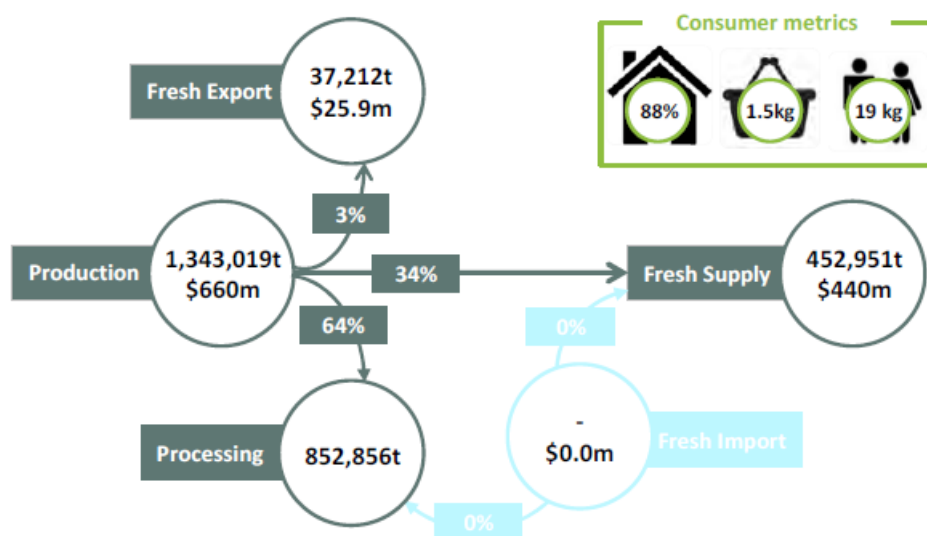 Consumer metrics
88%
1.5kg
19 kg
Fresh Export
37,212t
$25.9m
3%
Production
1,343,019t
$660m
34%
Fresh Supply
452,951t
$440m
64%
0%
Processing
852,856t
-
$0.0m
Fresh Import
0%